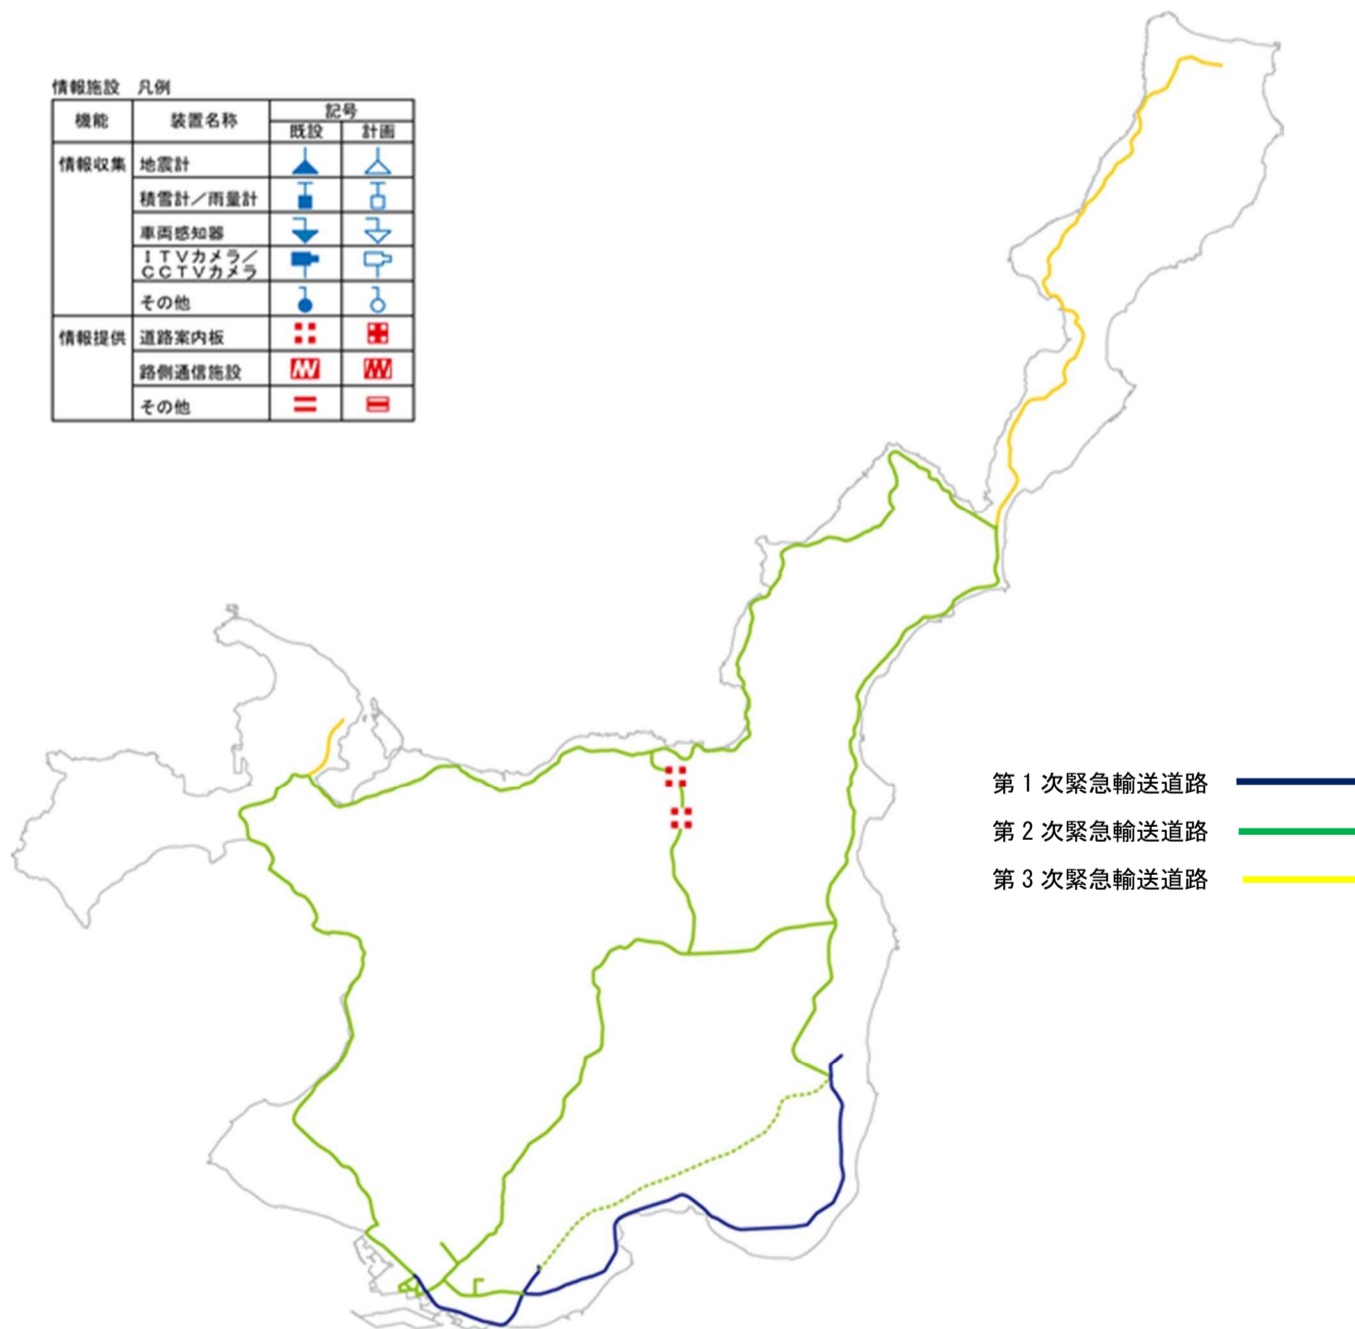 情報施設　凡例
機能　装置名称　記号
既設　計画
情報収集　地震計
積雪計／雨量計
車両感知器
ＩＴＶカメラ／
ＣＣＴＶカメラ
その他
情報提供　道路案内板
路側通信施設
その他
第１次緊急輸送道路
第２次緊急輸送道路
第３次緊急輸送道路